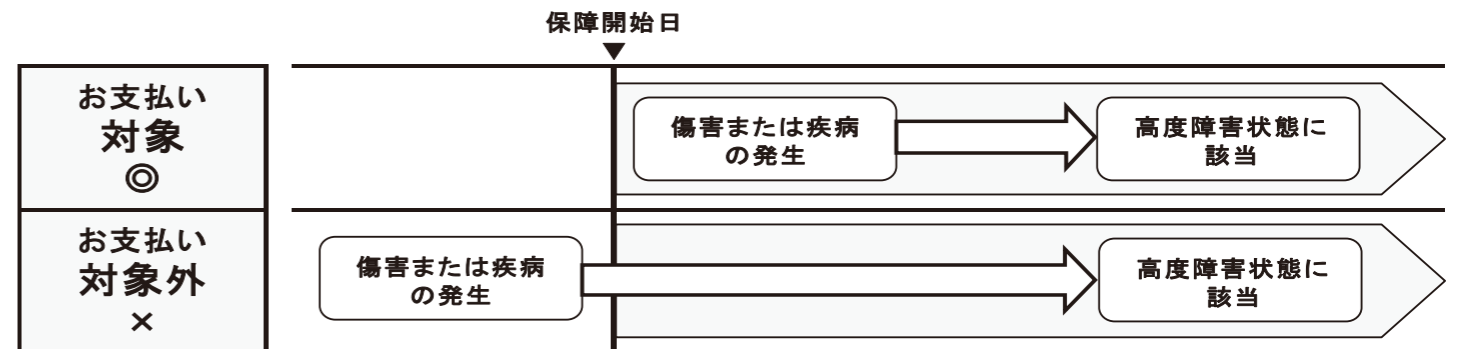 保障開始日
▼
お支払い
対象
◎
傷害または疾病
の発生
高度障害状態に
該当
お支払い
対象外
×
傷害または疾病
の発生
高度障害状態に
該当